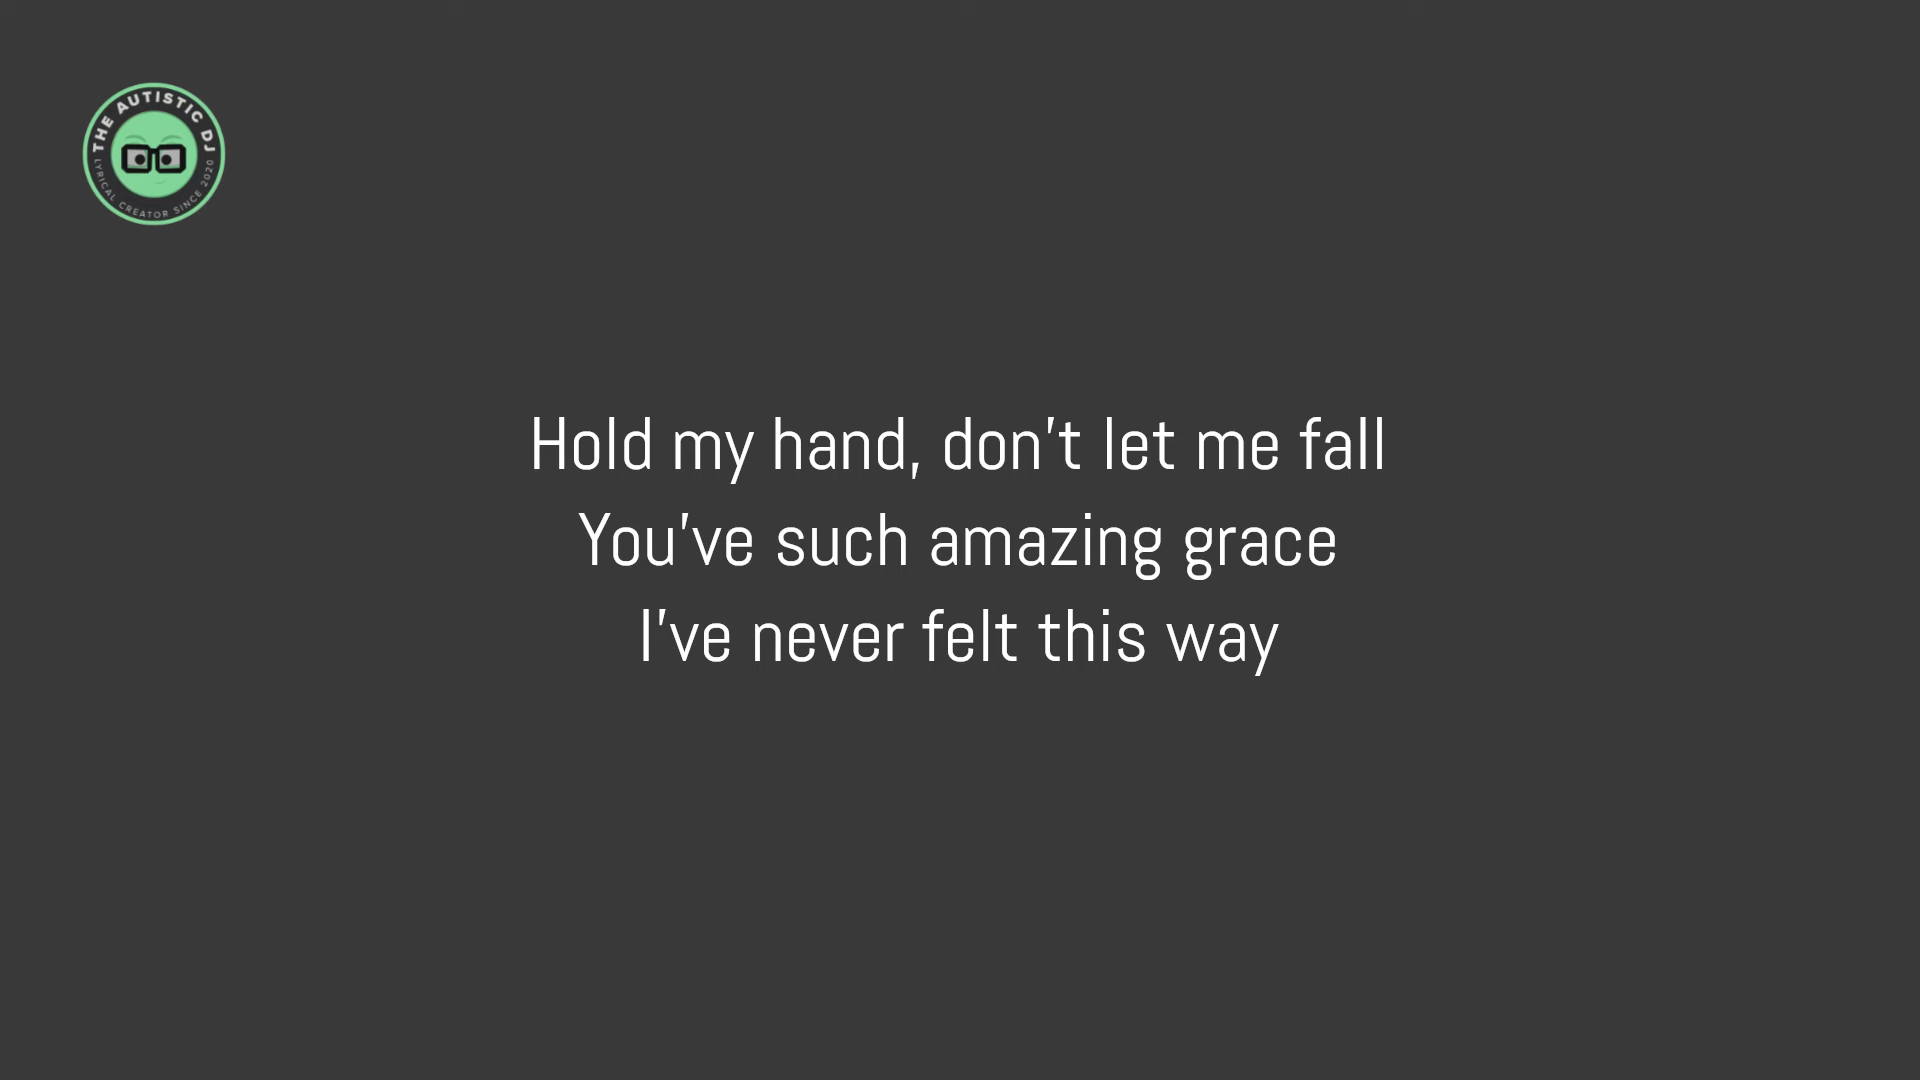 THE AUTISTIC DJ
LYRICAL CREATOR SINCE 2020
Hold my hand, don't let me fall
You've such amazing grace
I've never felt this way